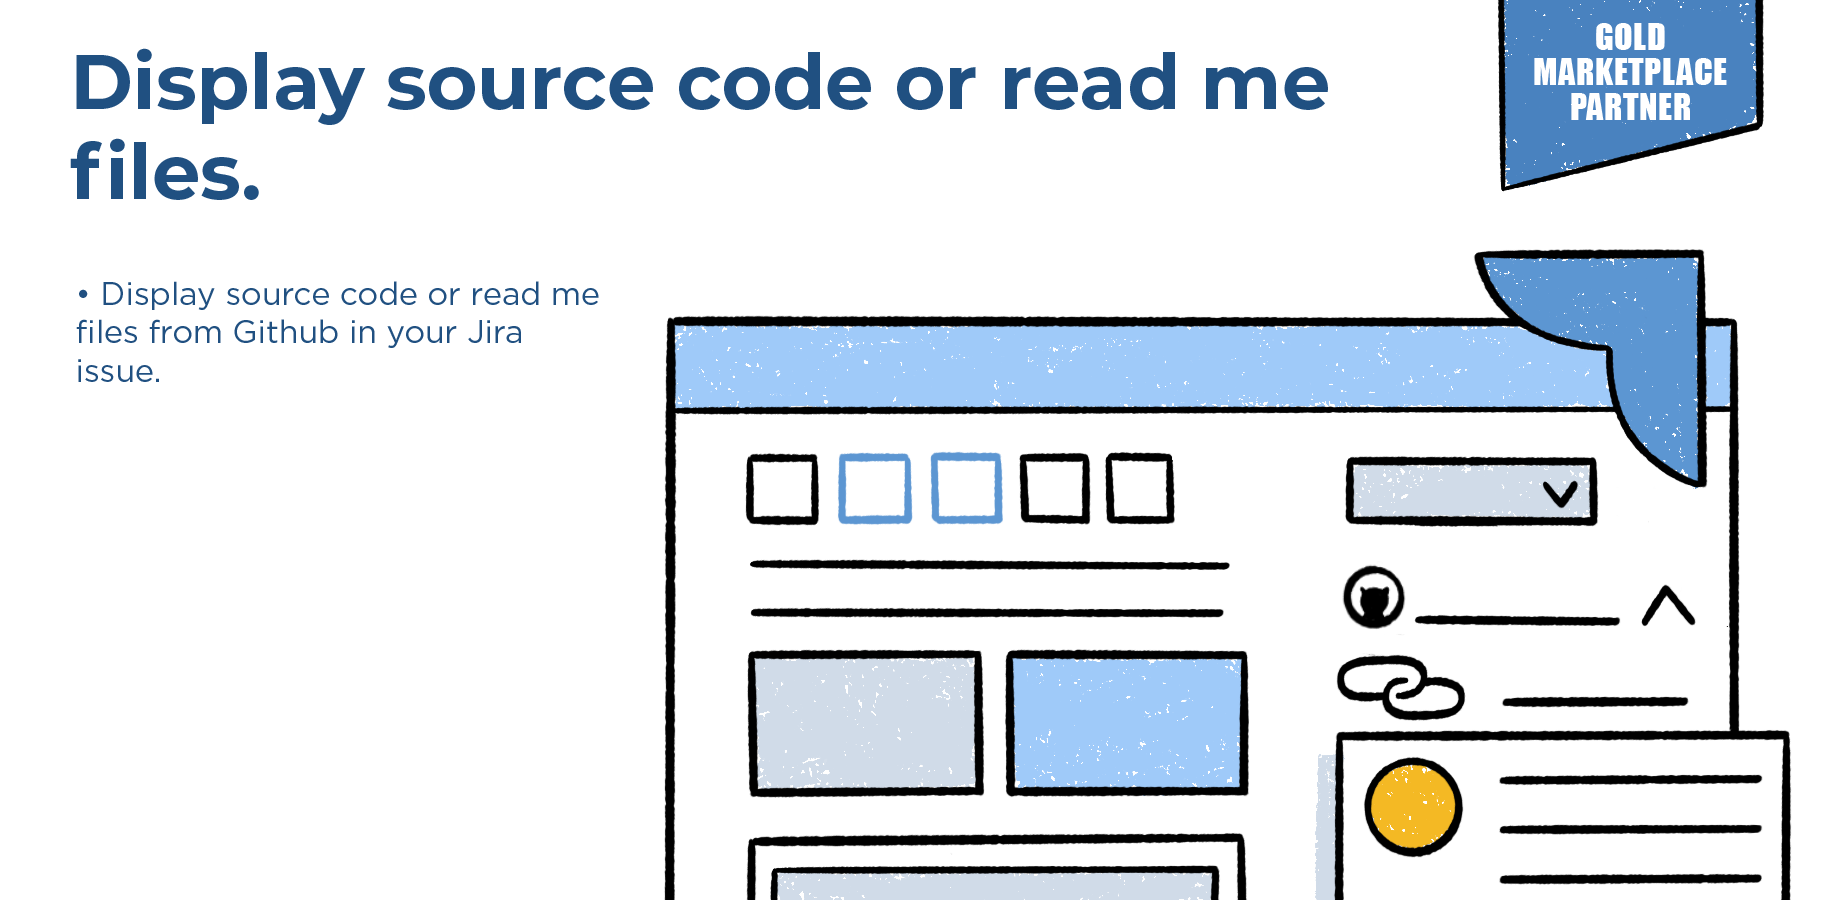 Display source code or read me
files.
GOLD
MARKETPLACE
PARTNER
• Display source code or read me
files from Github in your Jira
issue.